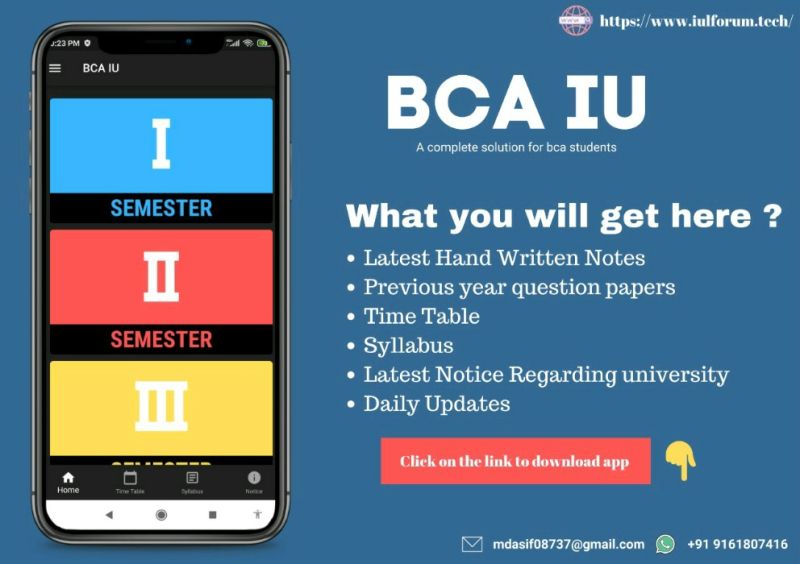 https://www.iulforum.tech/
:23 PM
BCA IU
I
SEMESTER
II
SEMESTER
III
Home
Time Table
Syllabus
Notice
BCA IU
A complete solution for bca students
What you will get here ?
• Latest Hand Written Notes
• Previous year question papers
• Time Table
• Syllabus
• Latest Notice Regarding university
• Daily Updates
Click on the link to download app
mdasif08737@gmail.com
+91 9161807416